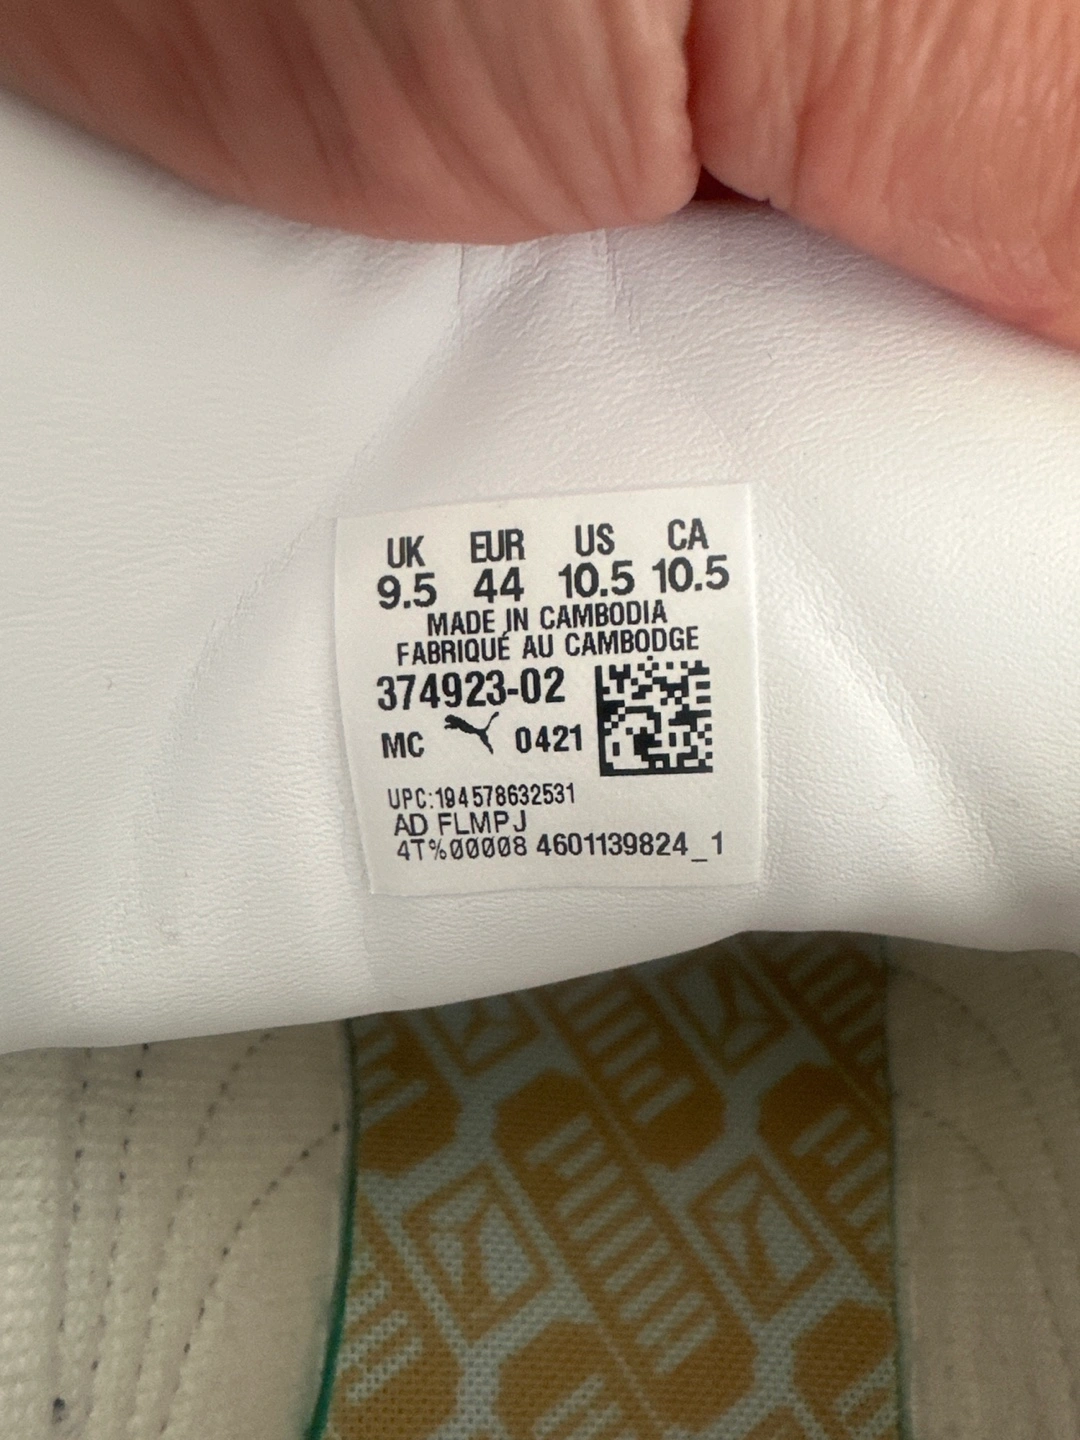 UK EUR US CA
9.5 44 10.5 10.5
MADE IN CAMBODIA
FABRIQUÉ AU CAMBODGE
374923-02
MC 0421
UPC:194578632531
AD FLMPJ
4T%00008 4601139824_1